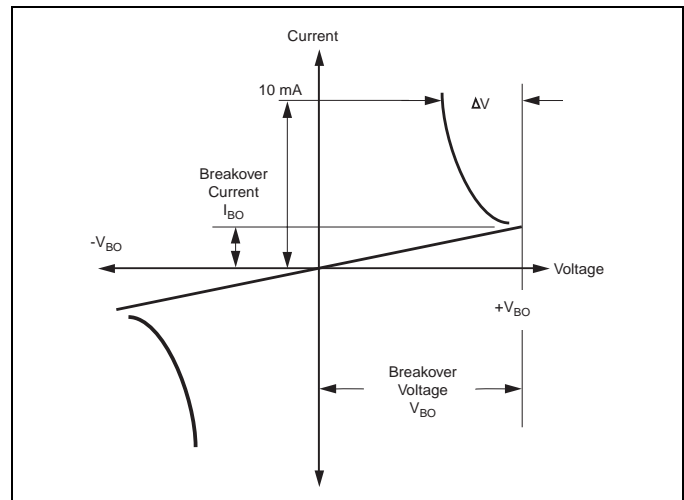 Current
10 mA
ΔV
Breakover
Current
I_BO
-V_BO
Voltage
+V_BO
Breakover
Voltage
V_BO